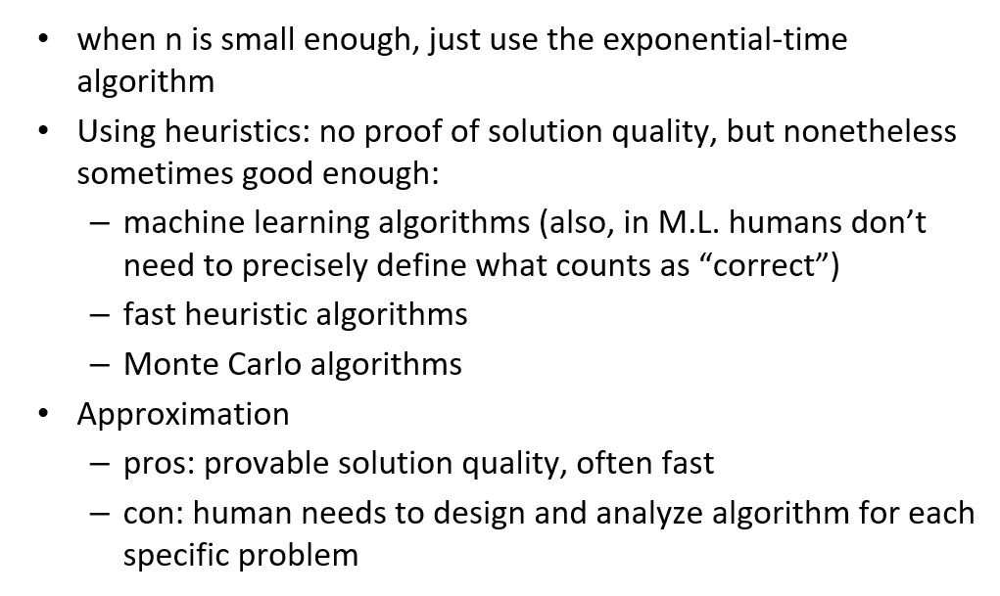 • when n is small enough, just use the exponential-time
algorithm
• Using heuristics: no proof of solution quality, but nonetheless
sometimes good enough:
– machine learning algorithms (also, in M.L. humans don’t
need to precisely define what counts as “correct”)
– fast heuristic algorithms
– Monte Carlo algorithms
• Approximation
– pros: provable solution quality, often fast
– con: human needs to design and analyze algorithm for each
specific problem